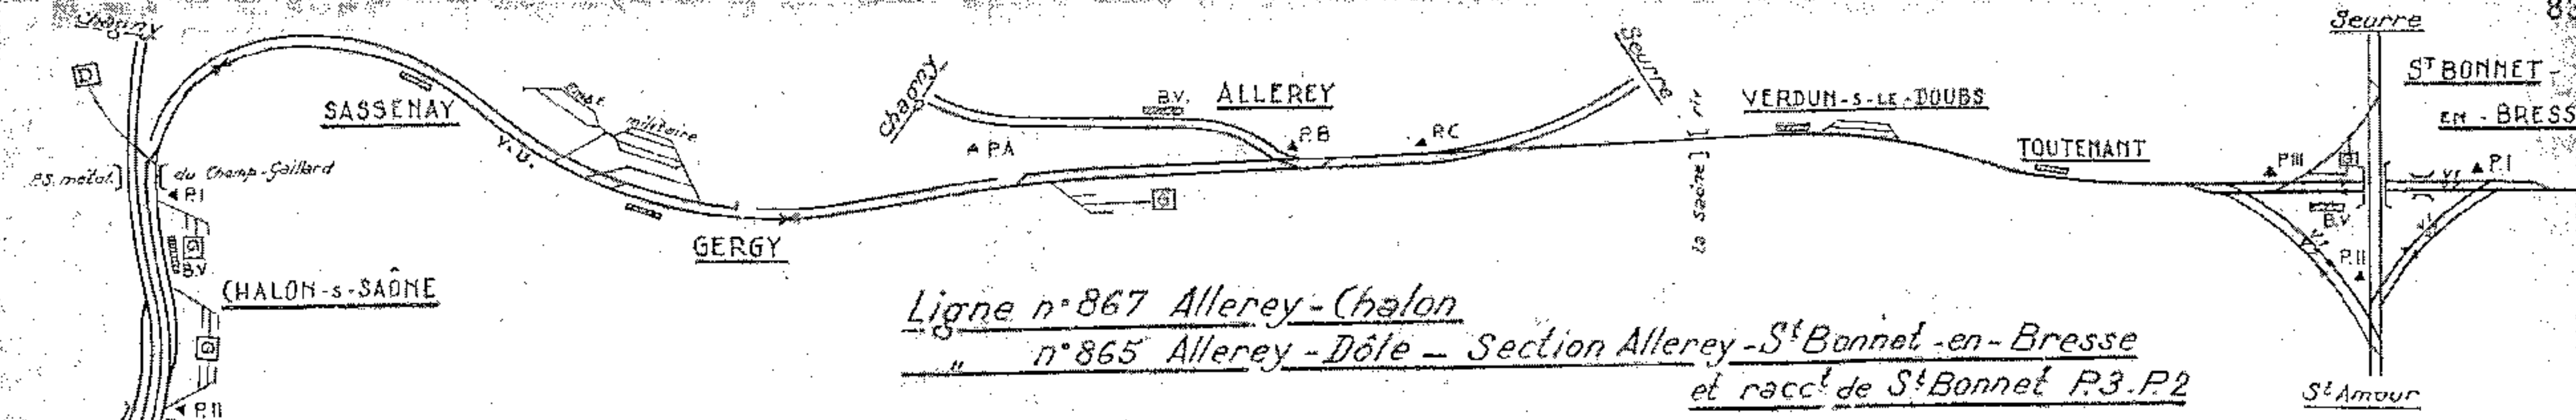 Chagny
D
SASSENAY
V.U.
militaire
P.S. métal.
du Champ-Gaillard
P.I
G
B.V
CHALON-s-SAÔNE
G
P.II
GERGY
Chagny
B.V.
ALLEREY
P.A
P.B
P.C
G
Seurre
la Saône
riv
VERDUN-S-LE-DOUBS
TOUTENANT
Seurre
ST BONNET -
EN - BRESS
P.III
G
B.V
V1
P.I
P.II
St Amour
Ligne n° 867 Allerey - Chalon
„ n° 865 Allerey - Dôle - Section Allerey - St Bonnet - en - Bresse
et racct de St Bonnet P.3 - P.2